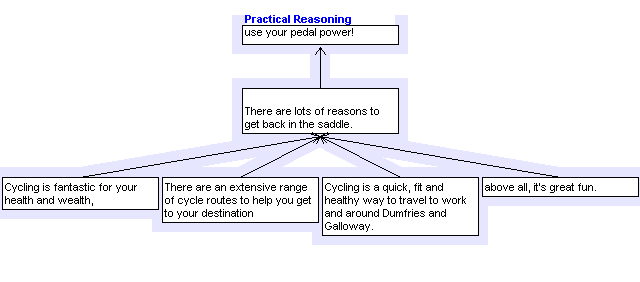 Practical Reasoning
use your pedal power!
There are lots of reasons to
get back in the saddle.
Cycling is fantastic for your
health and wealth,
There are an extensive range
of cycle routes to help you get
to your destination
Cycling is a quick, fit and
healthy way to travel to work
and around Dumfries and
Galloway.
above all, it's great fun.